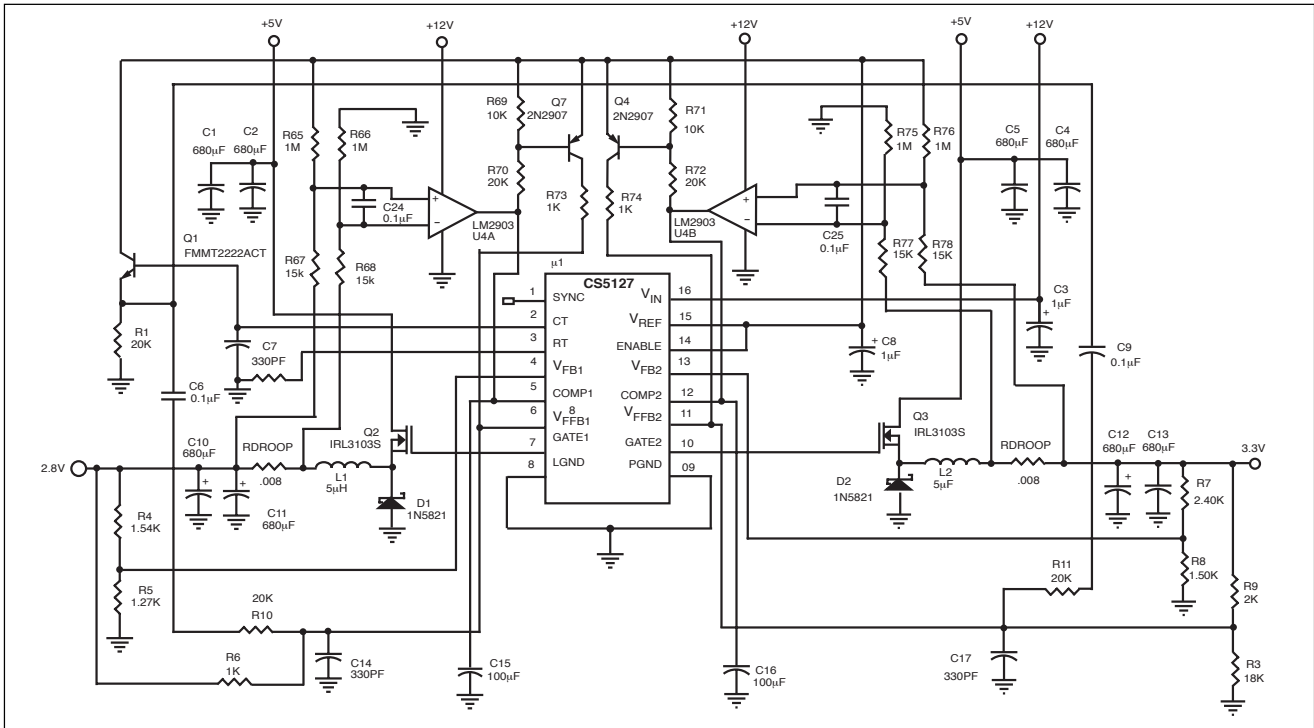 +5V
+12V
+12V
+5V
+12V
C1
680µF
C2
680µF
R65
1M
R66
1M
R69
10K
Q7
2N2907
Q4
2N2907
R71
10K
R75
1M
R76
1M
C5
680µF
C4
680µF
R70
20K
R73
1K
R74
1K
R72
20K
C24
0.1µF
+
–
LM2903
U4A
LM2903
U4B
+
–
C25
0.1µF
Q1
FMMT2222ACT
R67
15k
R68
15k
R77
15K
R78
15K
µ1
CS5127
1
SYNC
2
CT
3
RT
4
VFB1
5
COMP1
6
VFFB1
8
7
GATE1
8
LGND
16
VIN
15
VREF
14
ENABLE
13
VFB2
12
COMP2
11
VFFB2
10
GATE2
09
PGND
R1
20K
C7
330PF
C6
0.1µF
C3
1µF
+
+ C8
1µF
C9
0.1µF
2.8V
C10
680µF
+
+
C11
680µF
RDROOP
.008
L1
5µH
Q2
IRL3103S
D1
1N5821
Q3
IRL3103S
D2
1N5821
L2
5µF
RDROOP
.008
C12
680µF
+
C13
680µF
3.3V
R7
2.40K
R8
1.50K
R4
1.54K
R5
1.27K
20K
R10
R6
1K
C14
330PF
C15
100µF
C16
100µF
R11
20K
C17
330PF
R9
2K
R3
18K